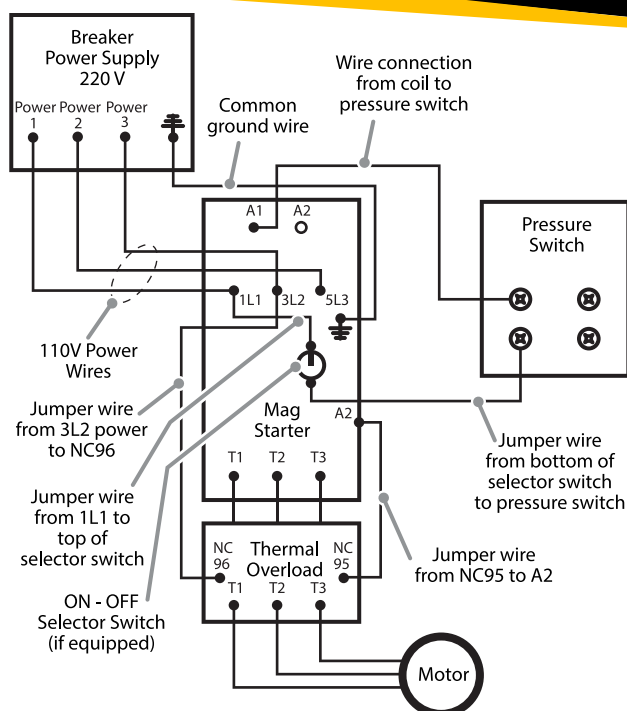 Breaker
Power Supply
220 V
Power Power Power
1 2 3
Common
ground wire
Wire connection
from coil to
pressure switch
A1 A2
Pressure
Switch
1L1 3L2 5L3
110V Power
Wires
Jumper wire
from 3L2 power
to NC96
Mag
Starter
A2
Jumper wire
from bottom of
selector switch
to pressure switch
Jumper wire
from 1L1 to
top of
selector switch
T1 T2 T3
NC
96
Thermal
Overload
NC
95
Jumper wire
from NC95 to A2
T1 T2 T3
ON - OFF
Selector Switch
(if equipped)
Motor